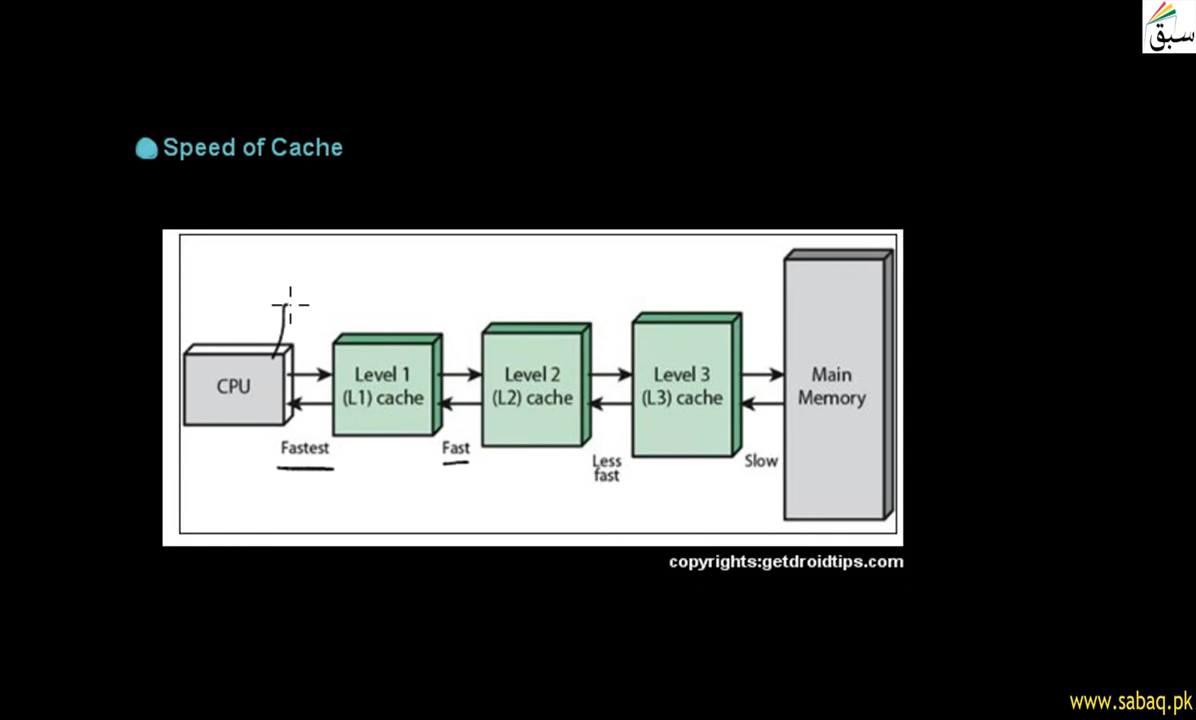 سبق
Speed of Cache
CPU
Level 1
(L1) cache
Level 2
(L2) cache
Level 3
(L3) cache
Main
Memory
Fastest
Fast
Less
fast
Slow
copyrights:getdroidtips.com
www.sabaq.pk